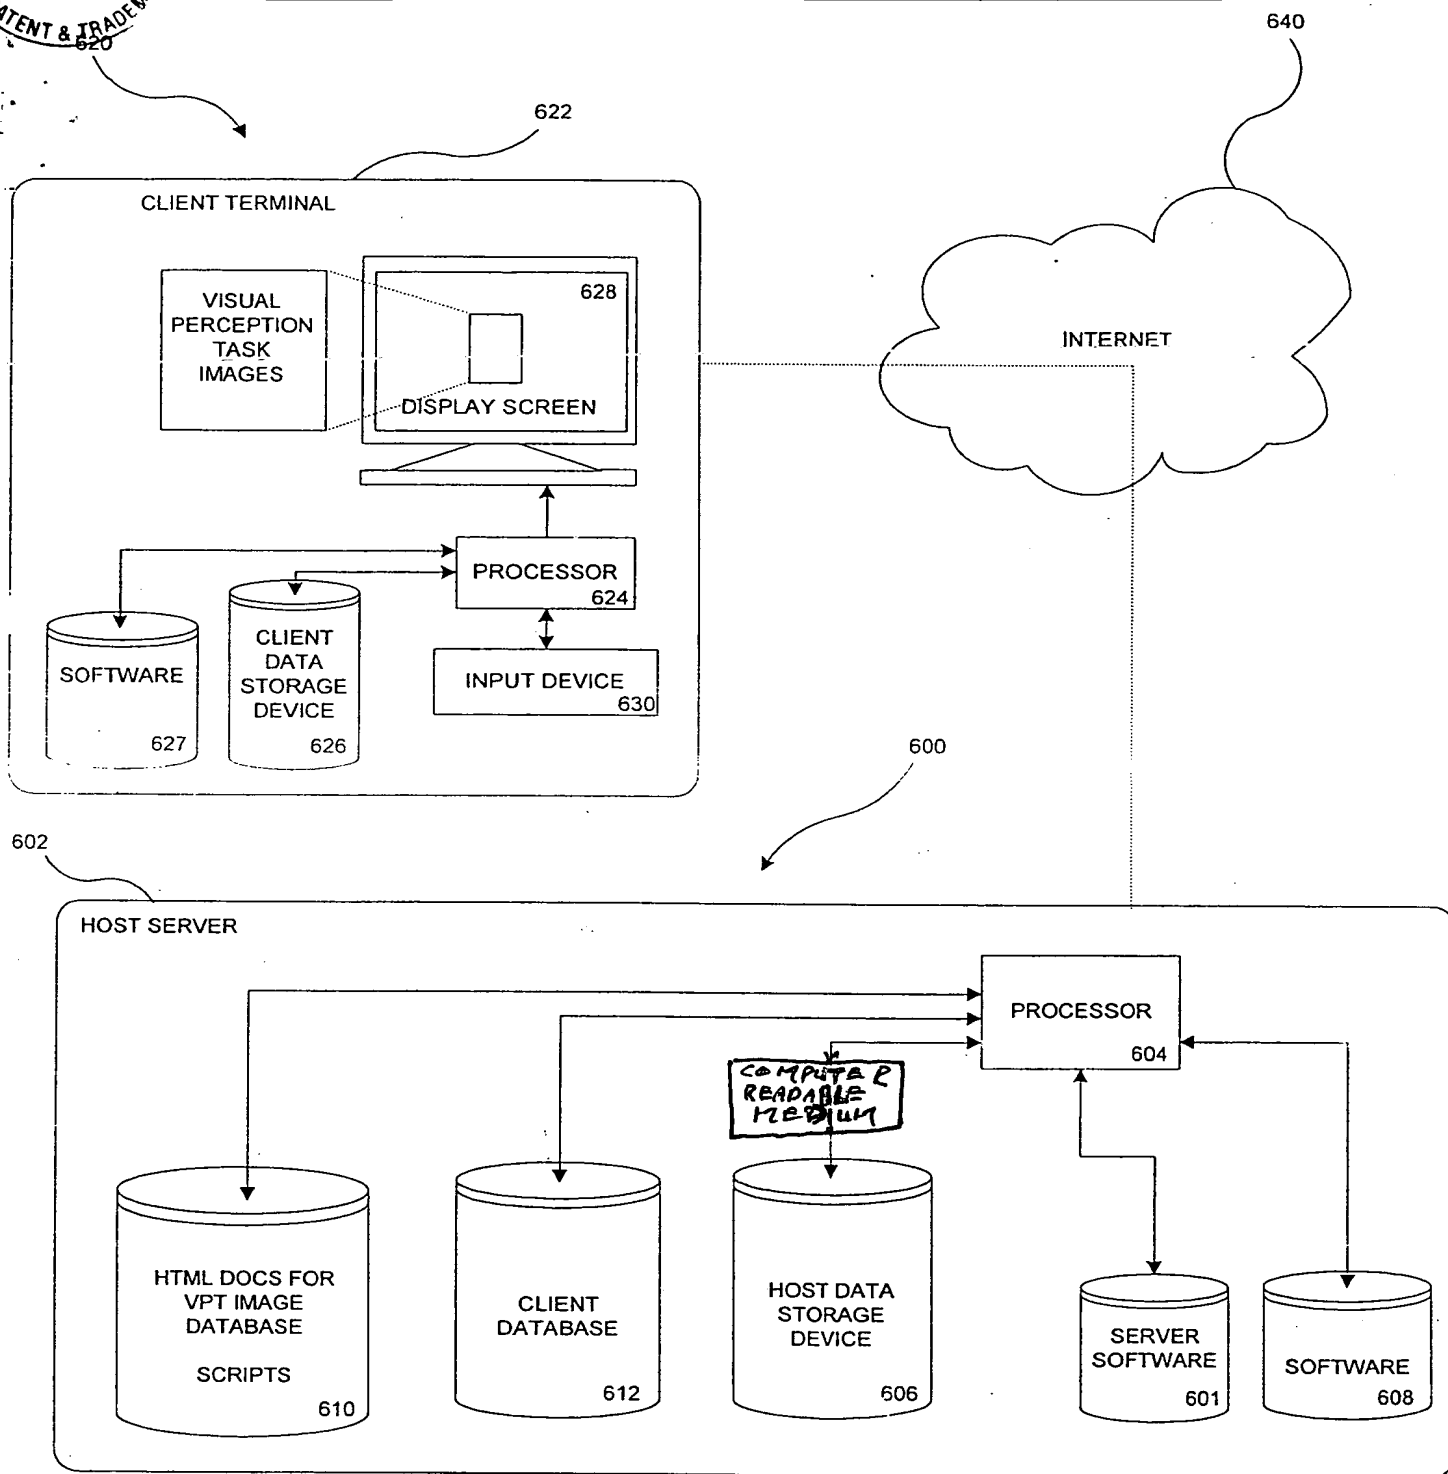 PATENT & TRADEM
620
640
622
CLIENT TERMINAL
VISUAL
PERCEPTION
TASK
IMAGES
628
DISPLAY SCREEN
INTERNET
PROCESSOR
624
SOFTWARE
627
CLIENT
DATA
STORAGE
DEVICE
626
INPUT DEVICE
630
600
602
HOST SERVER
PROCESSOR
604
COMPUTER
READABLE
MEDIUM
HTML DOCS FOR
VPT IMAGE
DATABASE
SCRIPTS
610
CLIENT
DATABASE
612
HOST DATA
STORAGE
DEVICE
606
SERVER
SOFTWARE
601
SOFTWARE
608